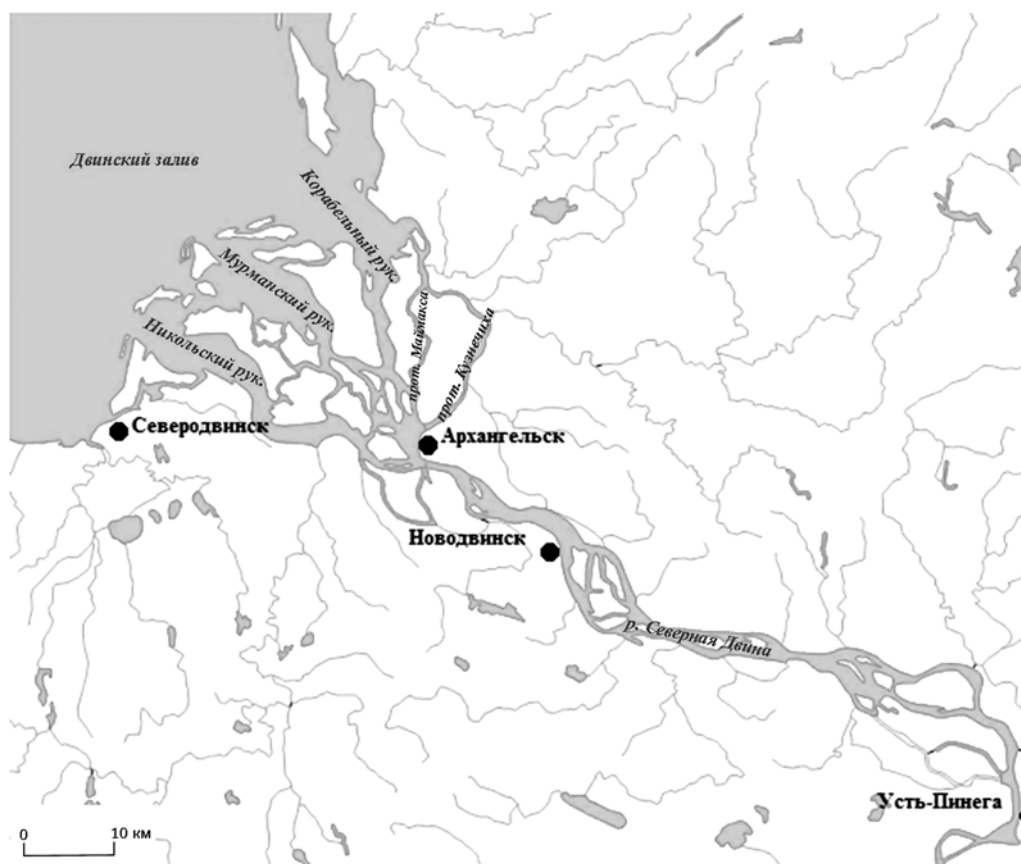 Двинский залив
Корабельный рук.
Мурманский рук.
Никольский рук.
прот. Маймакса
прот. Кузнечиха
Северодвинск
Архангельск
Новодвинск
р. Северная Двина
Усть-Пинега
0 10 км